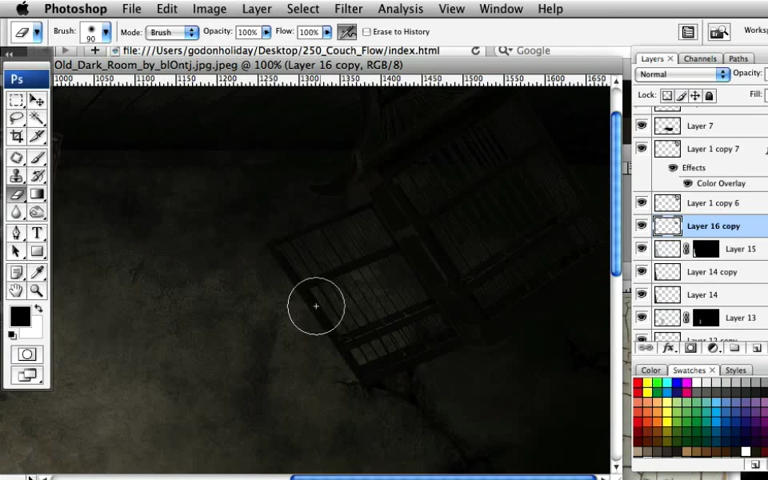 Photoshop File Edit Image Layer Select Filter Analysis View Window Help
Brush: 90 Mode: Brush Opacity: 100% Flow: 100% Erase to History
file:///Users/godonholiday/Desktop/250_Couch_Flow/index.html Google
Old_Dark_Room_by_blOntj.jpg.jpeg @ 100% (Layer 16 copy, RGB/8)
1000 1050 1100 1150 1200 1250 1300 1350 1400 1450 1500 1550 1600 1650
Ps
T
Layers Channels Paths
Normal Opacity:
Lock: Fill:
Layer 7
Layer 1 copy 7
Effects
Color Overlay
Layer 1 copy 6
Layer 16 copy
Layer 15
Layer 14 copy
Layer 14
Layer 13
fx
Color Swatches Styles